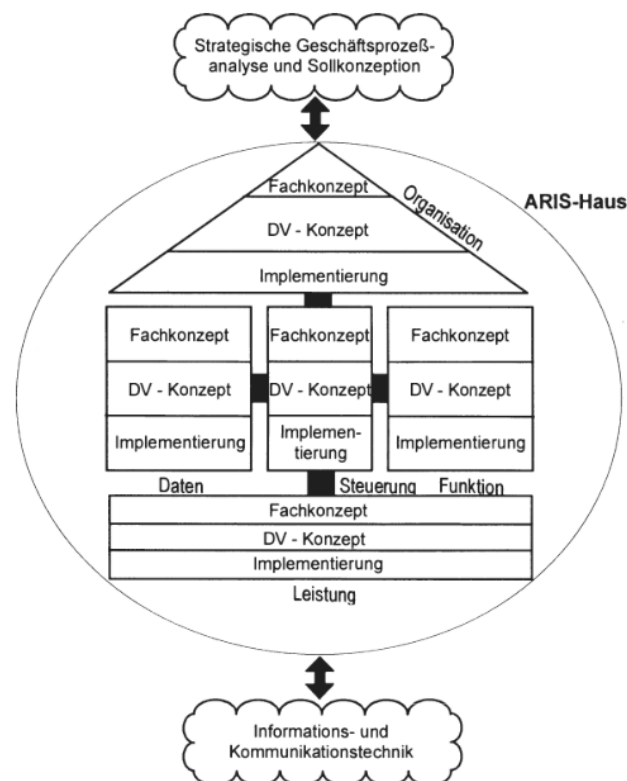 Strategische Geschäftsprozeß-
analyse und Sollkonzeption
ARIS-Haus
Fachkonzept
Organisation
DV - Konzept
Implementierung
Fachkonzept
Fachkonzept
Fachkonzept
DV - Konzept
DV - Konzept
DV - Konzept
Implementierung
Implemen-
tierung
Implementierung
Daten
Steuerung
Funktion
Fachkonzept
DV - Konzept
Implementierung
Leistung
Informations- und
Kommunikationstechnik